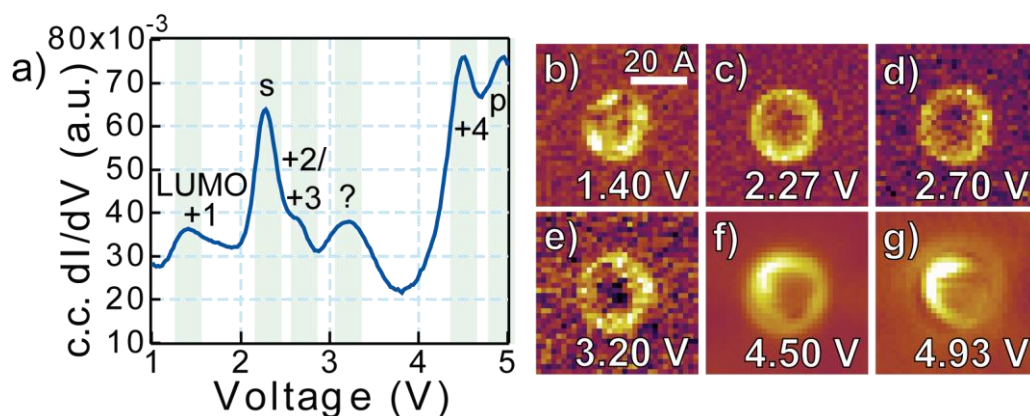 a)
c.c. dI/dV (a.u.)
80x10-3
70
60
50
40
30
20
10
LUMO
+1
s
+2/
+3
?
+4
p
1
2
3
4
5
Voltage (V)
b)
20 A
1.40 V
c)
2.27 V
d)
2.70 V
e)
3.20 V
f)
4.50 V
g)
4.93 V